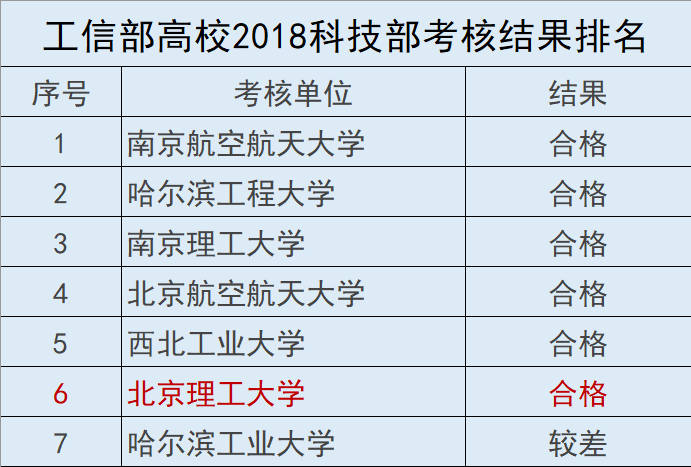 工信部高校2018科技部考核结果排名
序号 考核单位 结果
1 南京航空航天大学 合格
2 哈尔滨工程大学 合格
3 南京理工大学 合格
4 北京航空航天大学 合格
5 西北工业大学 合格
6 北京理工大学 合格
7 哈尔滨工业大学 较差